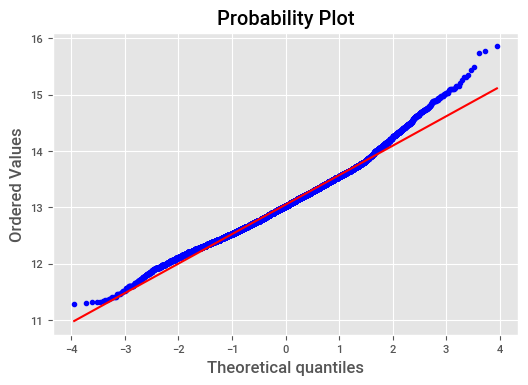 Probability Plot
Ordered Values
16
15
14
13
12
11
−4 −3 −2 −1 0 1 2 3 4
Theoretical quantiles